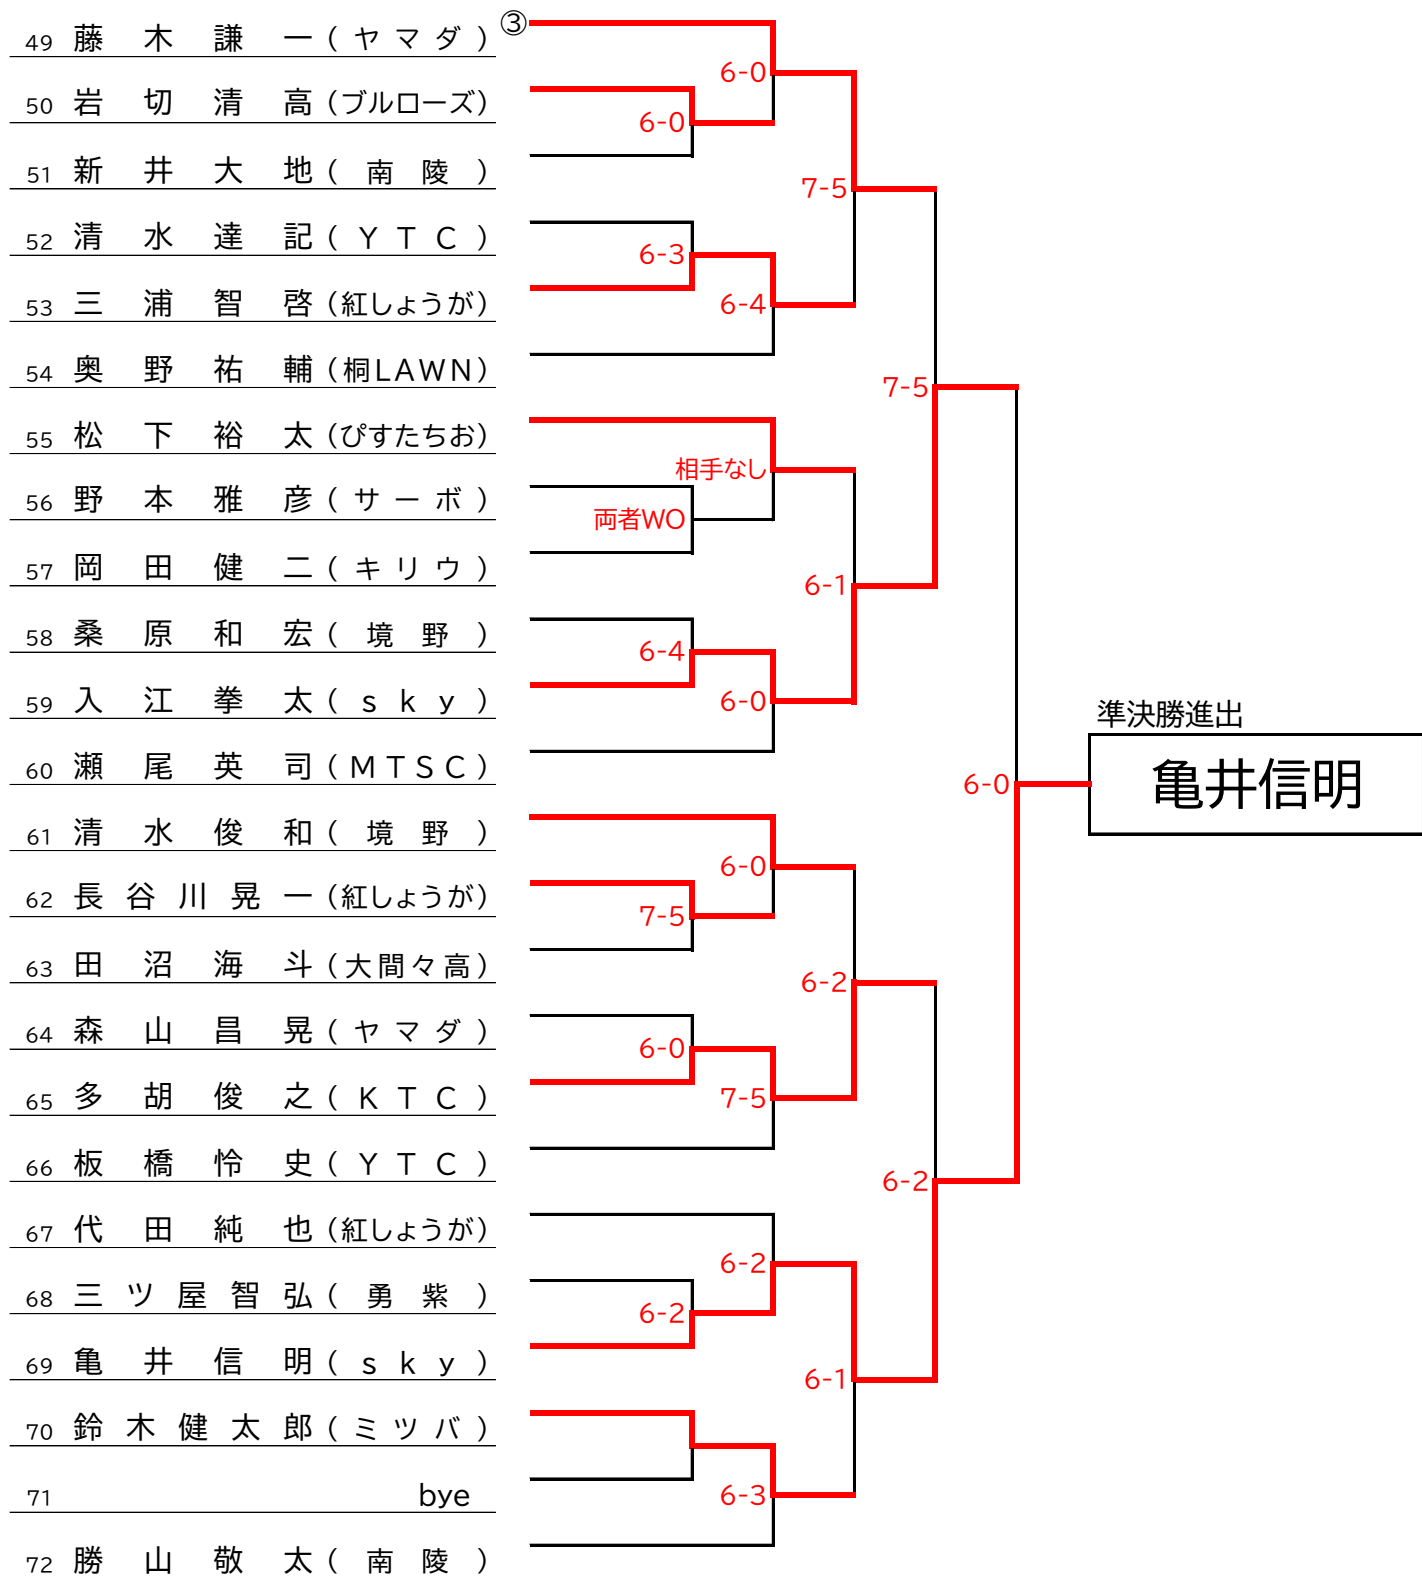 49 藤木謙一(ヤマダ) ③
6-0
50 岩切清高(ブルローズ)
6-0
51 新井大地(南陵)
7-5
52 清水達記(YTC)
6-3
53 三浦智啓(紅しょうが)
6-4
54 奥野祐輔(桐LAWN)
7-5
55 松下裕太(ぴすたちお)
相手なし
56 野本雅彦(サーボ)
両者WO
57 岡田健二(キリウ)
6-1
58 桑原和宏(境野)
6-4
59 入江拳太(sky)
6-0
準決勝進出
60 瀬尾英司(MTSC)
6-0
亀井信明
61 清水俊和(境野)
6-0
62 長谷川晃一(紅しょうが)
7-5
63 田沼海斗(大間々高)
6-2
64 森山昌晃(ヤマダ)
6-0
65 多胡俊之(KTC)
7-5
66 板橋怜史(YTC)
6-2
67 代田純也(紅しょうが)
6-2
68 三ツ屋智弘(勇紫)
6-2
69 亀井信明(sky)
6-1
70 鈴木健太郎(ミツバ)
71 bye
6-3
72 勝山敬太(南陵)